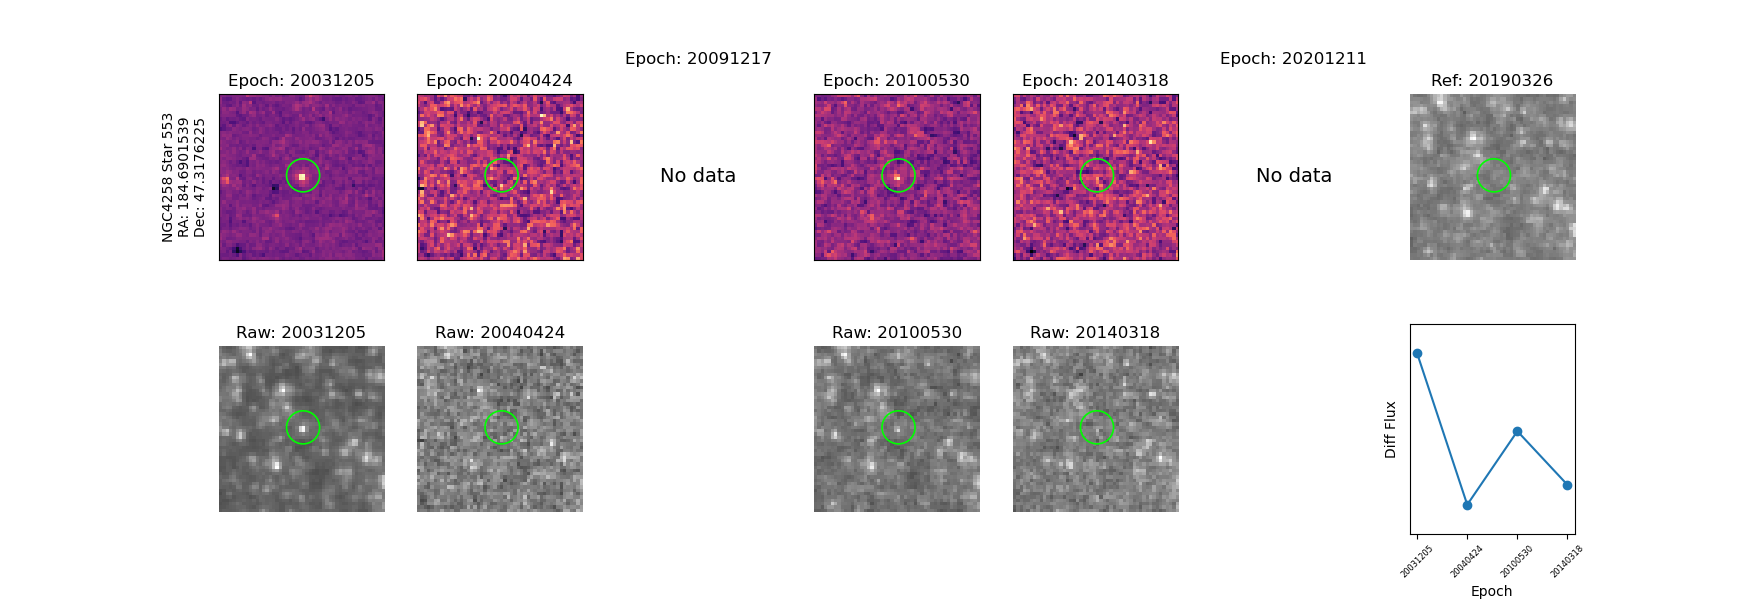 Epoch: 20031205
Epoch: 20040424
Epoch: 20091217
Epoch: 20100530
Epoch: 20140318
Epoch: 20201211
Ref: 20190326
NGC4258 Star 553
RA: 184.6901539
Dec: 47.3176225
No data
No data
Raw: 20031205
Raw: 20040424
Raw: 20100530
Raw: 20140318
Diff Flux
20031205
20040424
20100530
20140318
Epoch